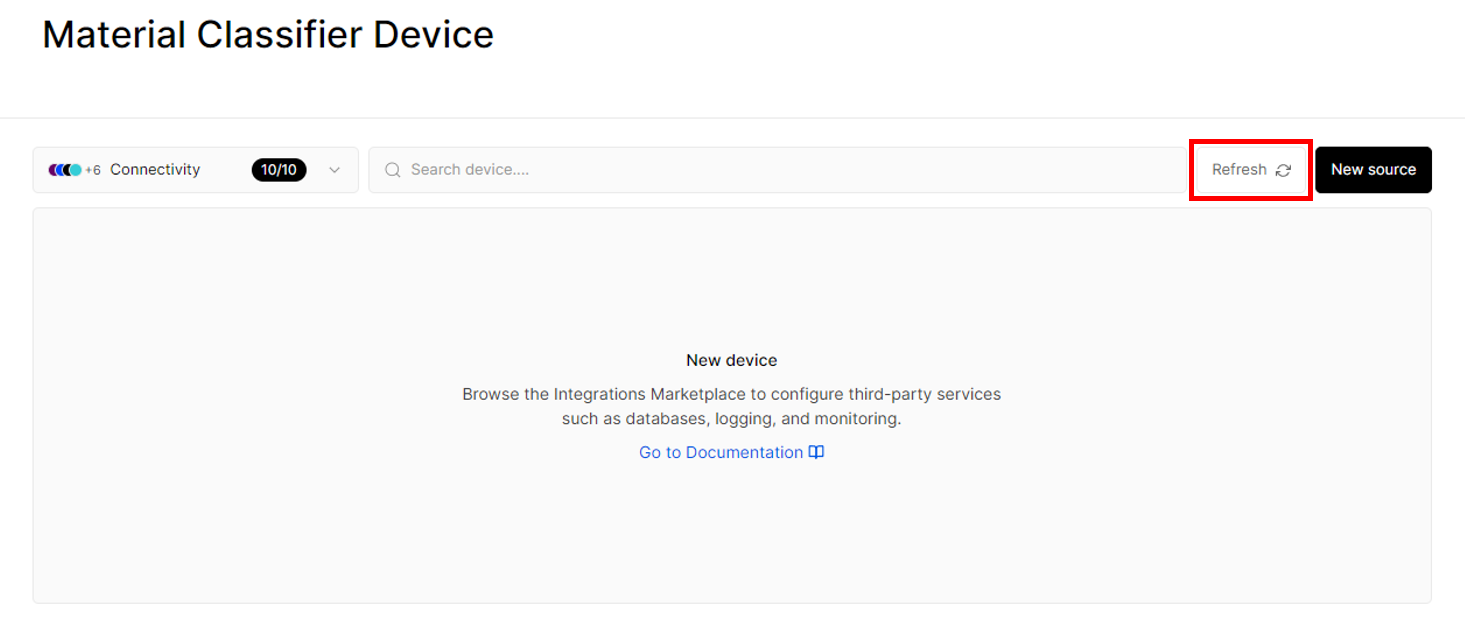 Material Classifier Device
+6 Connectivity 10/10 Search device.... Refresh New source
New device
Browse the Integrations Marketplace to configure third-party services
such as databases, logging, and monitoring.
Go to Documentation